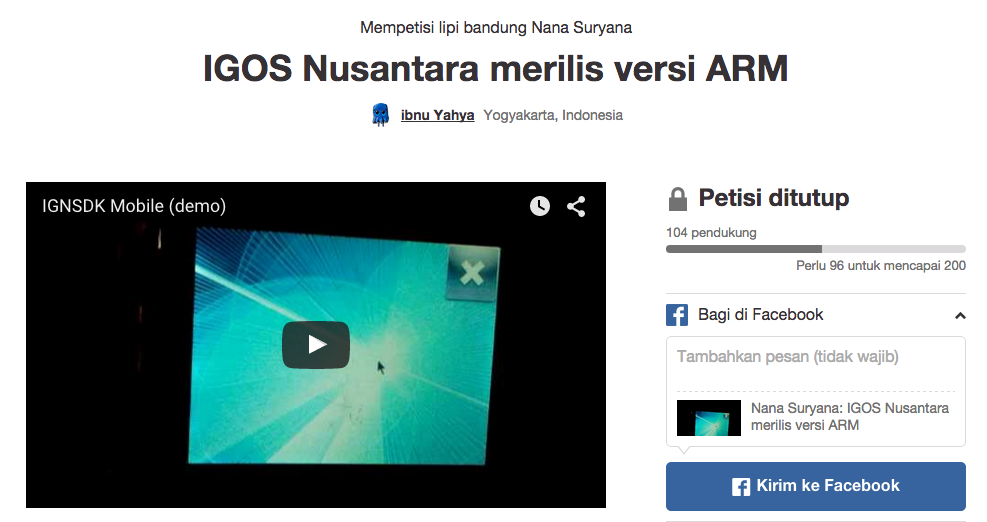 Mempetisi lipi bandung Nana Suryana
IGOS Nusantara merilis versi ARM
ibnu Yahya Yogyakarta, Indonesia
IGNSDK Mobile (demo)
Petisi ditutup
104 pendukung
Perlu 96 untuk mencapai 200
Bagi di Facebook
Tambahkan pesan (tidak wajib)
Nana Suryana: IGOS Nusantara
merilis versi ARM
Kirim ke Facebook